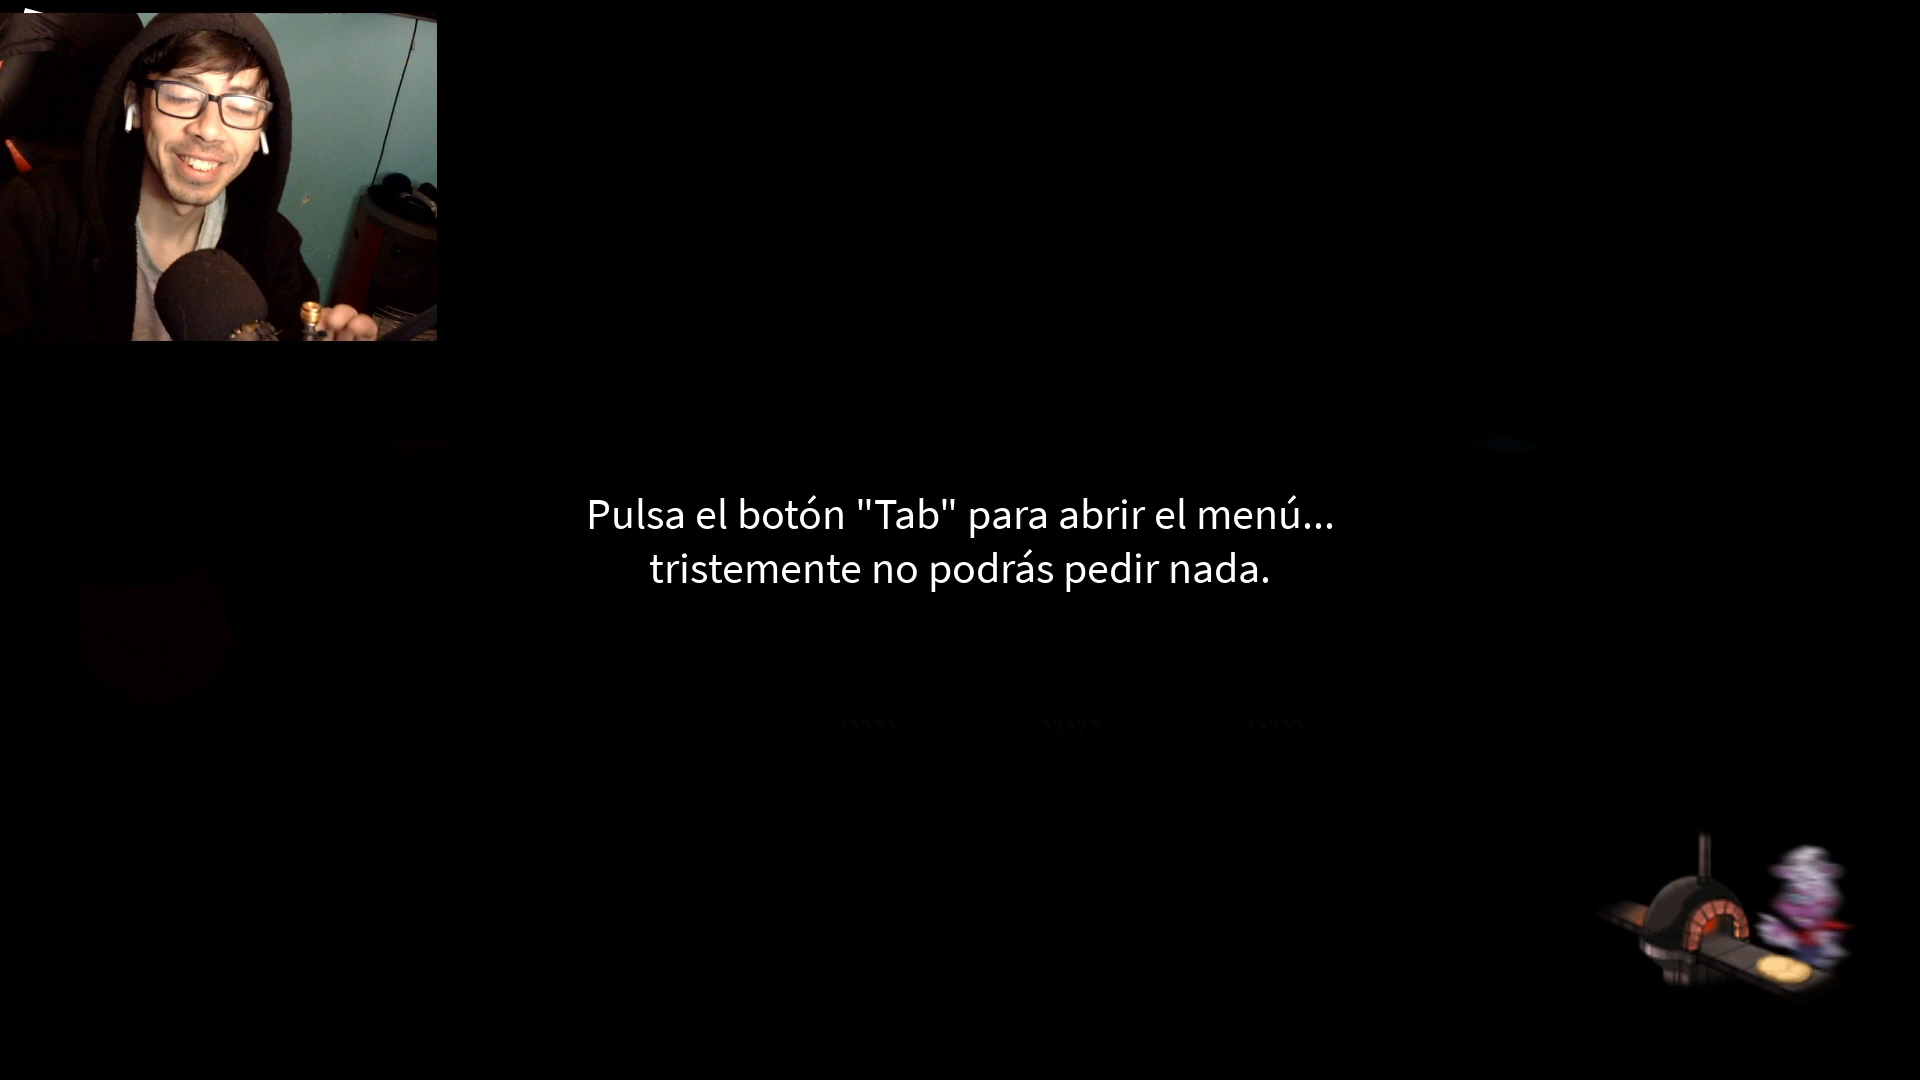 Pulsa el botón "Tab" para abrir el menú...
tristemente no podrás pedir nada.
????? ????? ?????